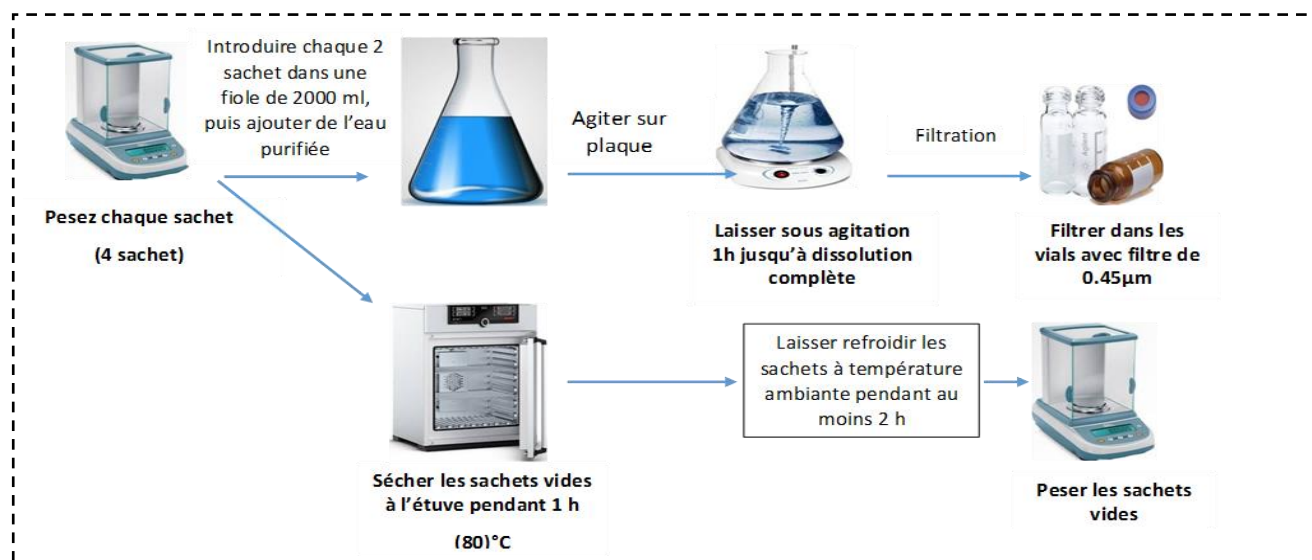 Introduire chaque 2
sachet dans une
fiole de 2000 ml,
puis ajouter de l’eau
purifiée
Agiter sur
plaque
Filtration
Pesez chaque sachet
(4 sachet)
Laisser sous agitation
1h jusqu’à dissolution
complète
Filtrer dans les
vials avec filtre de
0.45µm
Laisser refroidir les
sachets à température
ambiante pendant au
moins 2 h
Sécher les sachets vides
à l’étuve pendant 1 h
(80)°C
Peser les sachets
vides